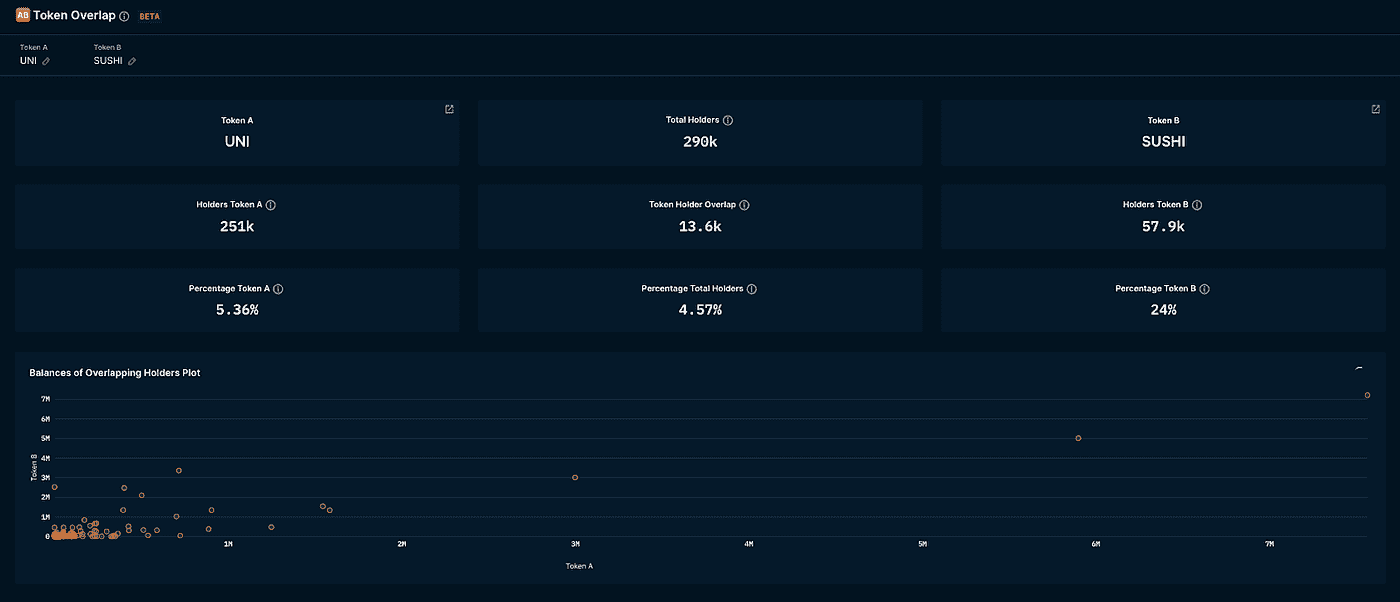 AB Token Overlap BETA
Token A Token B
UNI SUSHI
Token A
UNI
Total Holders
290k
Token B
SUSHI
Holders Token A
251k
Token Holder Overlap
13.6k
Holders Token B
57.9k
Percentage Token A
5.36%
Percentage Total Holders
4.57%
Percentage Token B
24%
Balances of Overlapping Holders Plot
7M
6M
5M
4M
3M
2M
1M
0
Token B
1M 2M 3M 4M 5M 6M 7M
Token A